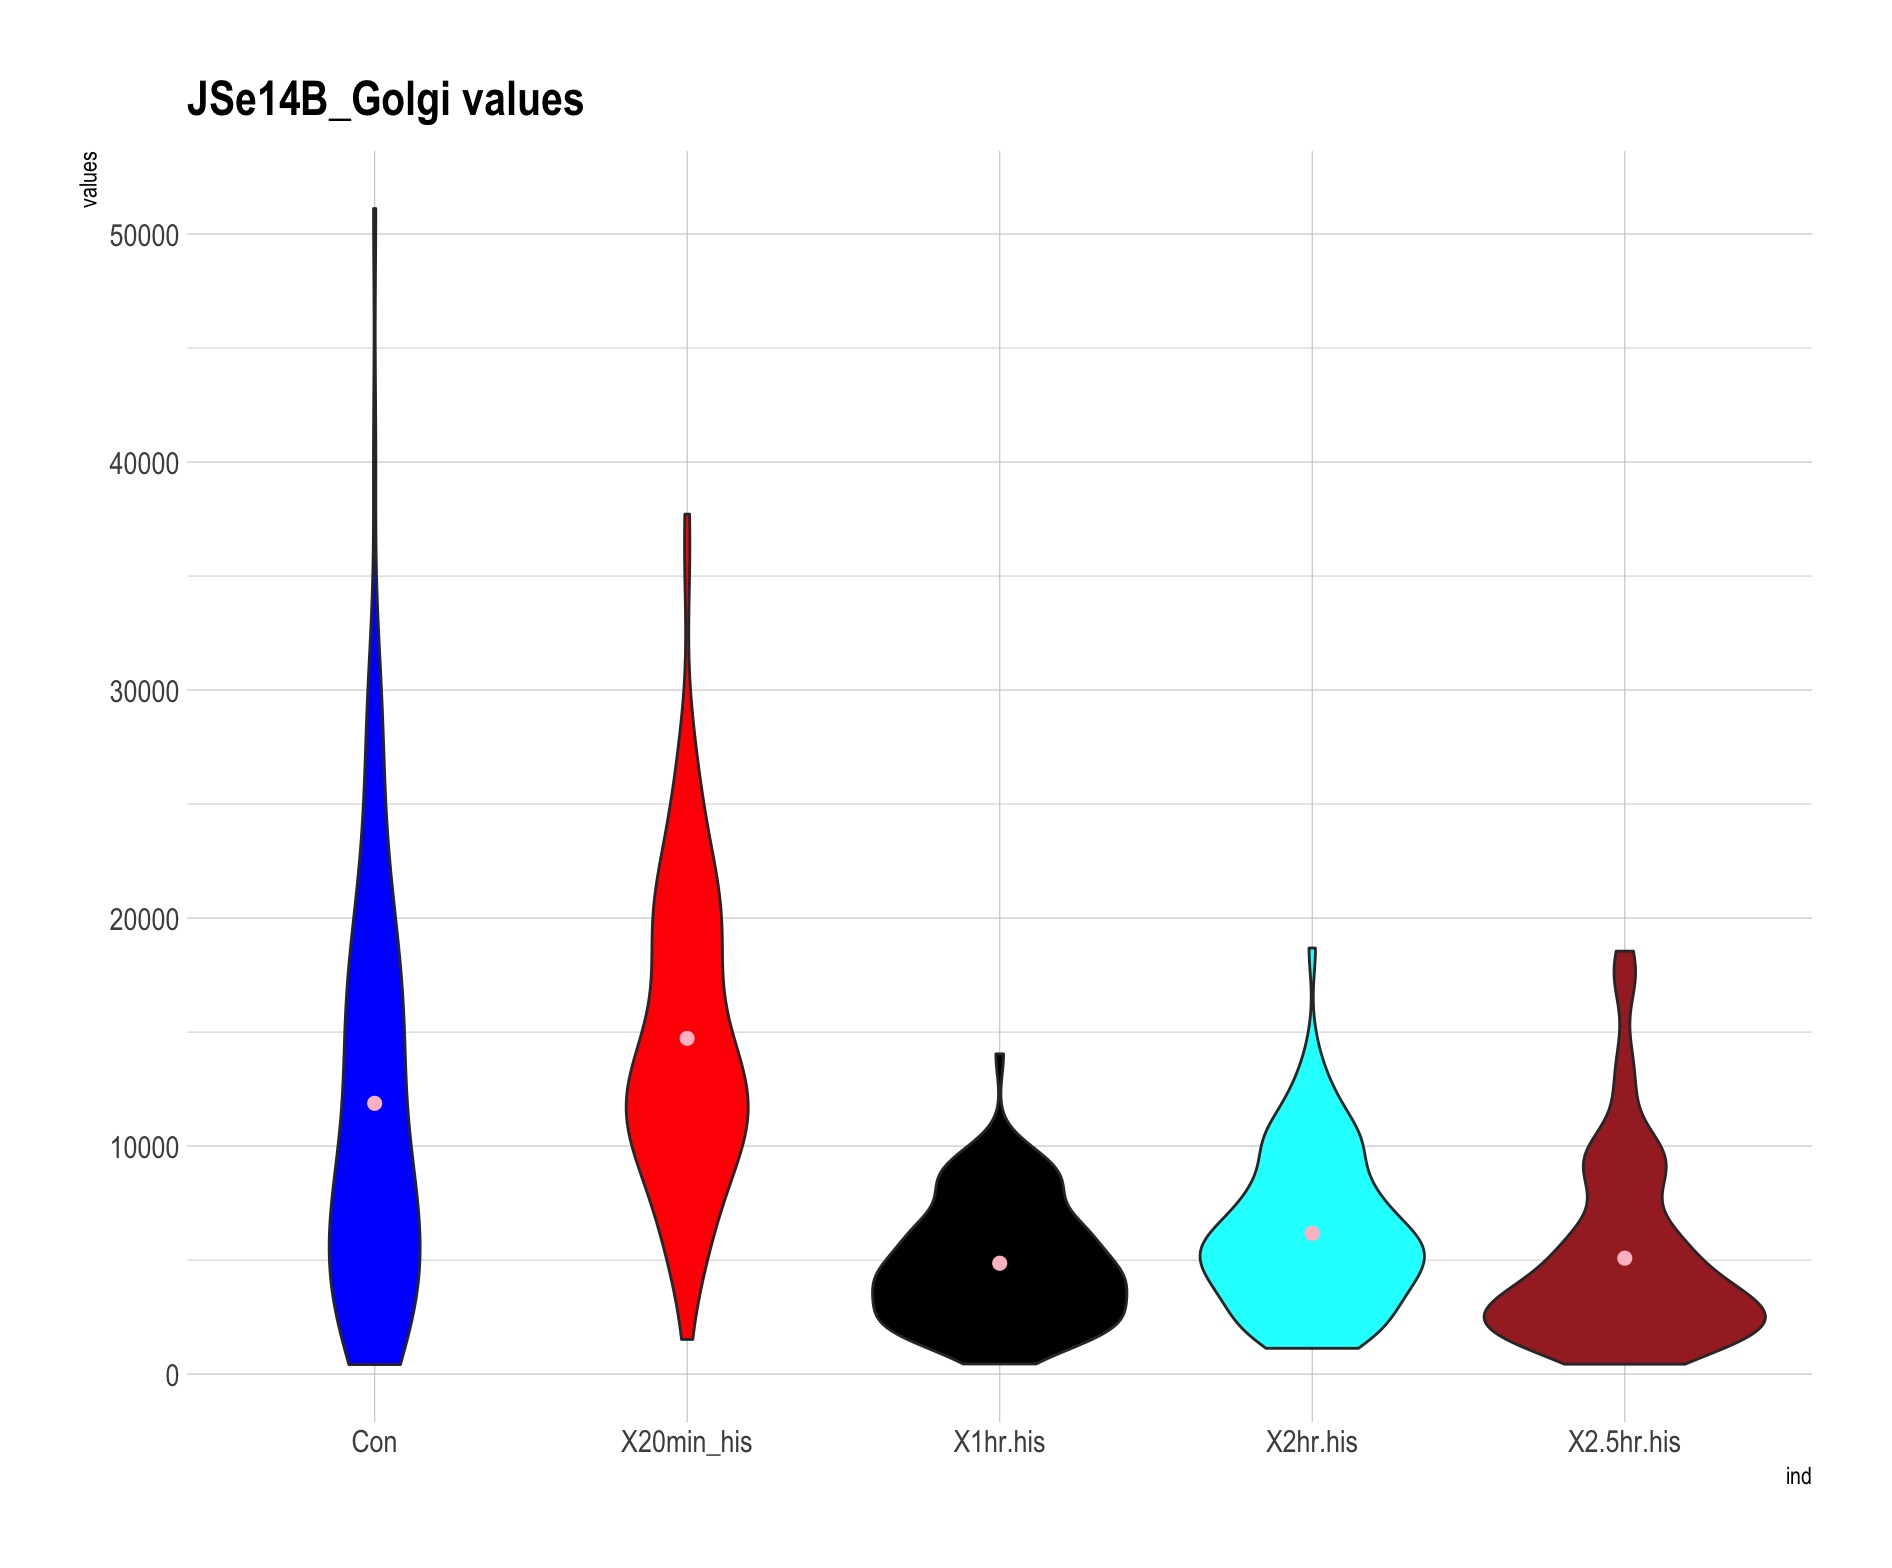 JSe14B_Golgi values
values
50000
40000
30000
20000
10000
0
Con X20min_his X1hr.his X2hr.his X2.5hr.his
ind